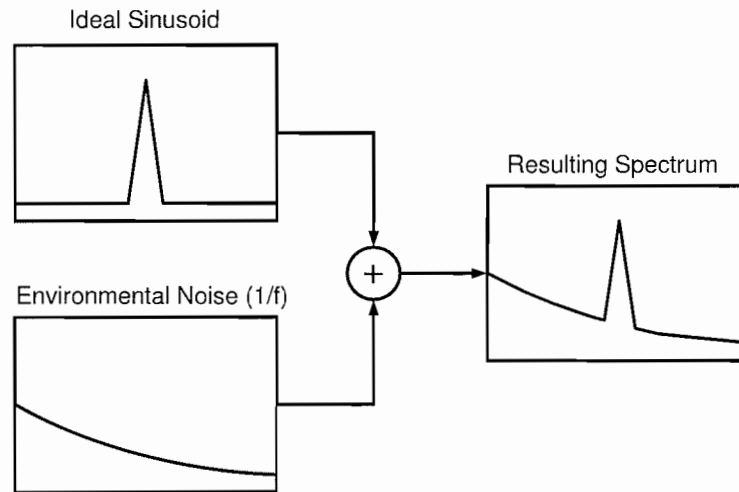 Ideal Sinusoid
Resulting Spectrum
+
Environmental Noise (1/f)